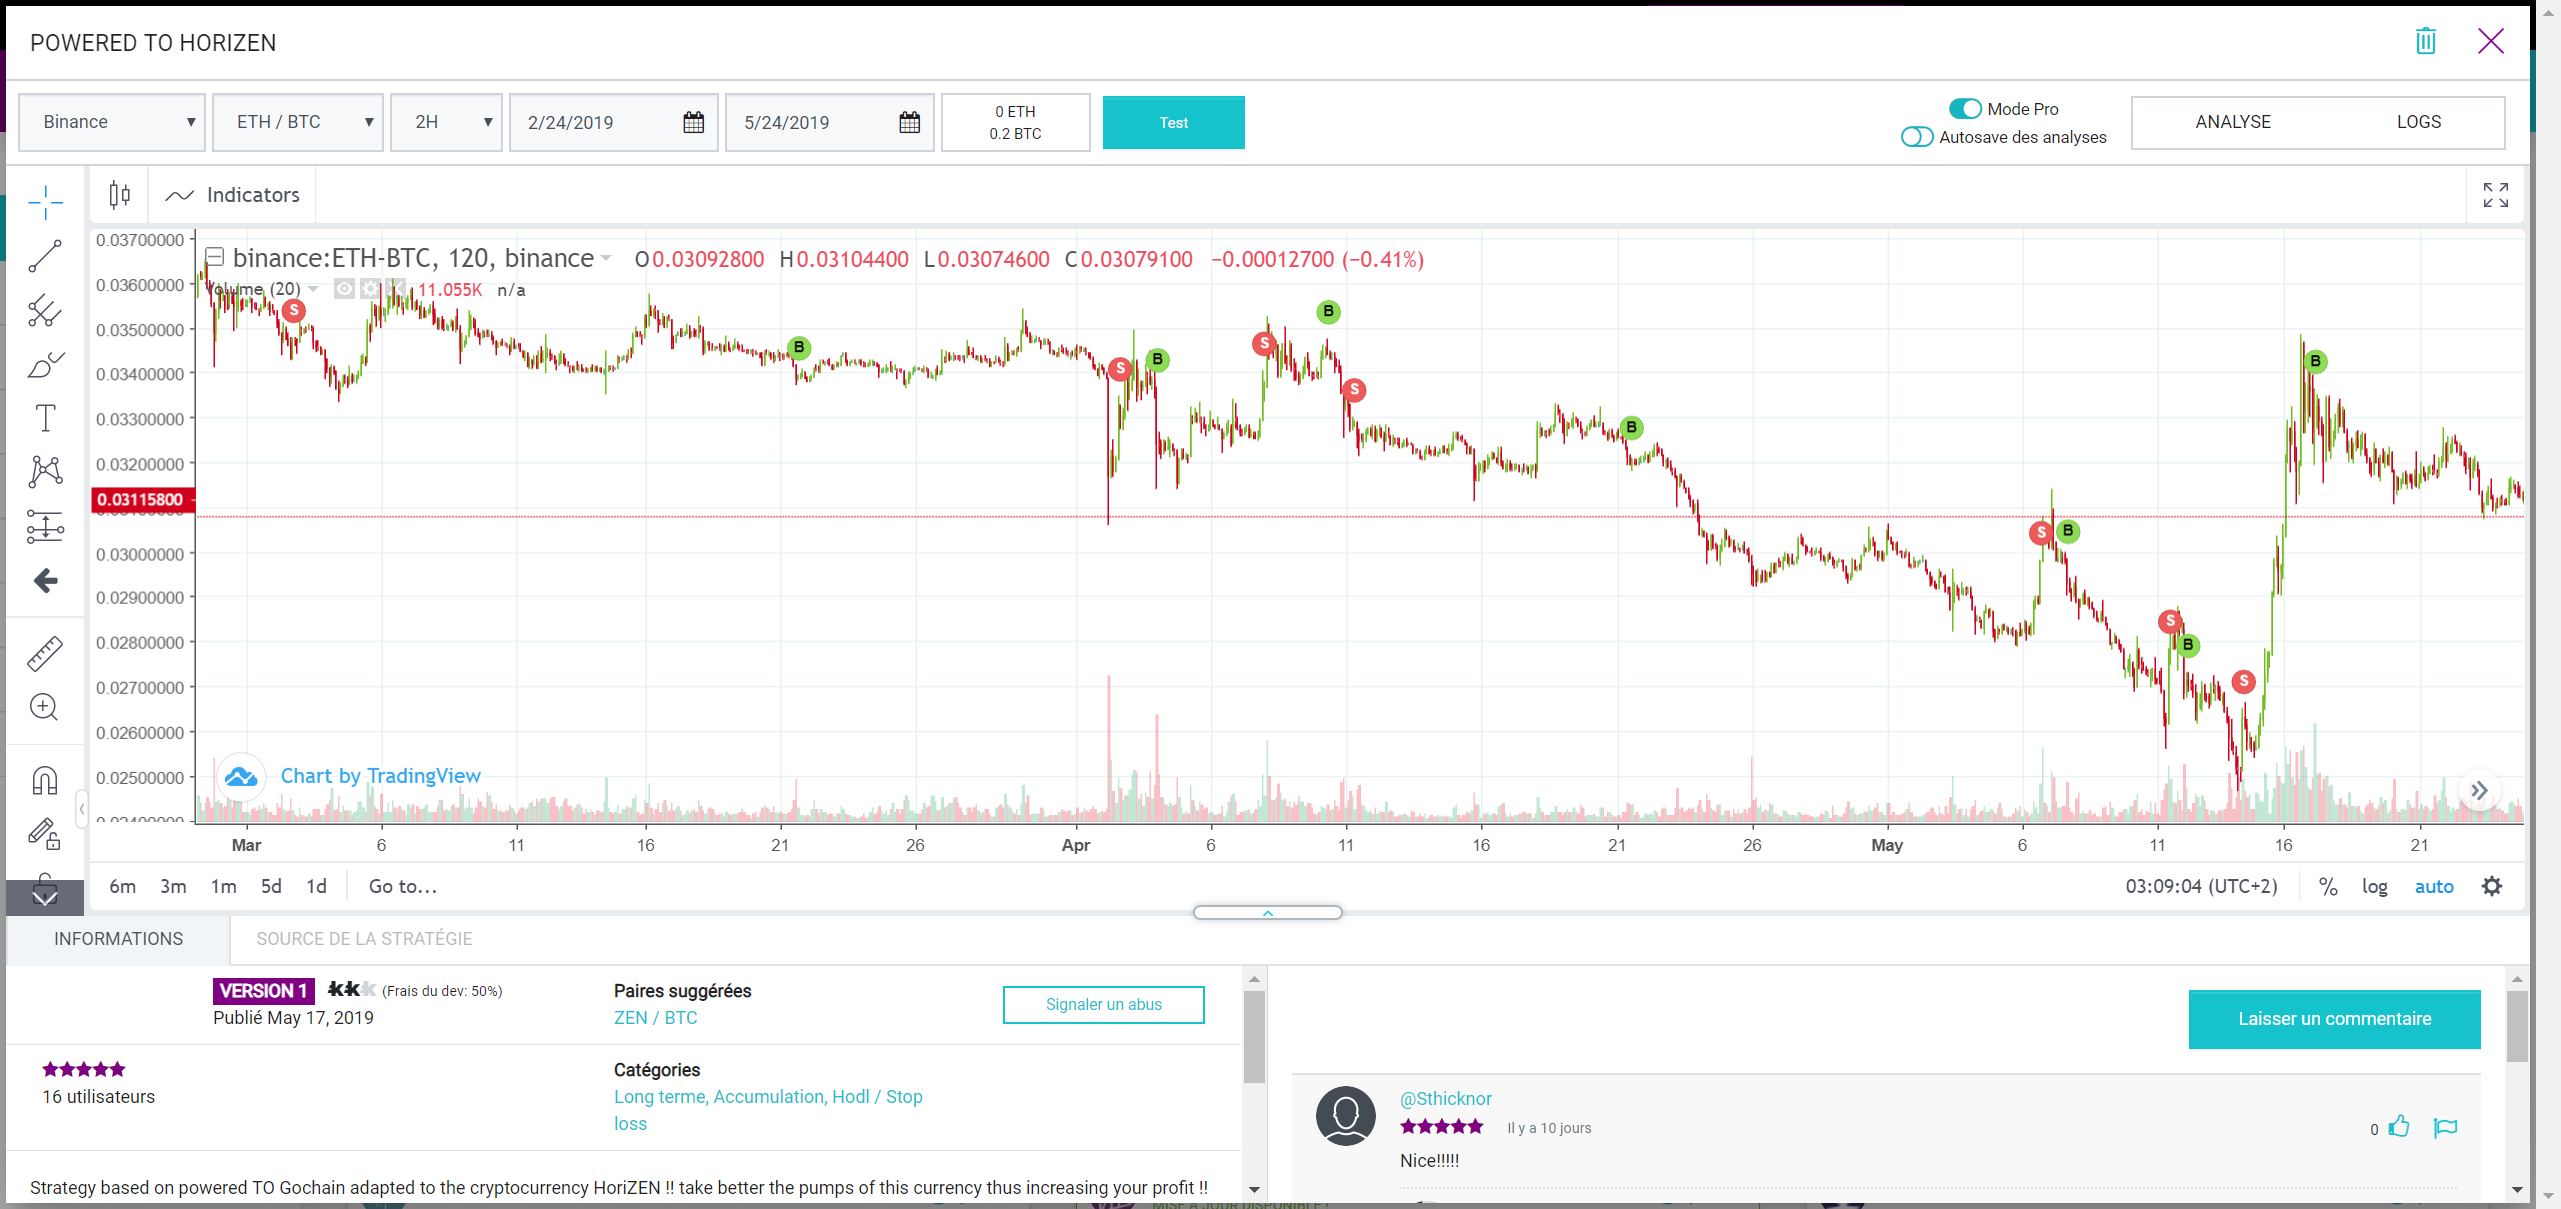 POWERED TO HORIZEN
Binance ETH / BTC 2H 2/24/2019 5/24/2019 0 ETH
0.2 BTC
Test
Mode Pro
Autosave des analyses
ANALYSE LOGS
Indicators
binance:ETH-BTC, 120, binance O0.03092800 H0.03104400 L0.03074600 C0.03079100 −0.00012700 (−0.41%)
Volume (20) 11.055K n/a
0.03700000
0.03600000
0.03500000
0.03400000
0.03300000
0.03200000
0.03115800
0.03000000
0.02900000
0.02800000
0.02700000
0.02600000
0.02500000
0.02400000
S
B
S
B
S
B
S
B
S
B
S
B
S
B
Chart by TradingView
Mar 6 11 16 21 26 Apr 6 11 16 21 26 May 6 11 16 21
6m 3m 1m 5d 1d Go to... 03:09:04 (UTC+2) % log auto
INFORMATIONS SOURCE DE LA STRATÉGIE
VERSION 1 (Frais du dev: 50%)
Publié May 17, 2019
Paires suggérées
ZEN / BTC
Signaler un abus
16 utilisateurs
Catégories
Long terme, Accumulation, Hodl / Stop
loss
Strategy based on powered TO Gochain adapted to the cryptocurrency HoriZEN !! take better the pumps of this currency thus increasing your profit !!
Laisser un commentaire
@Sthicknor
Il y a 10 jours
0
Nice!!!!!
MISE À JOUR DISPONIBLE !